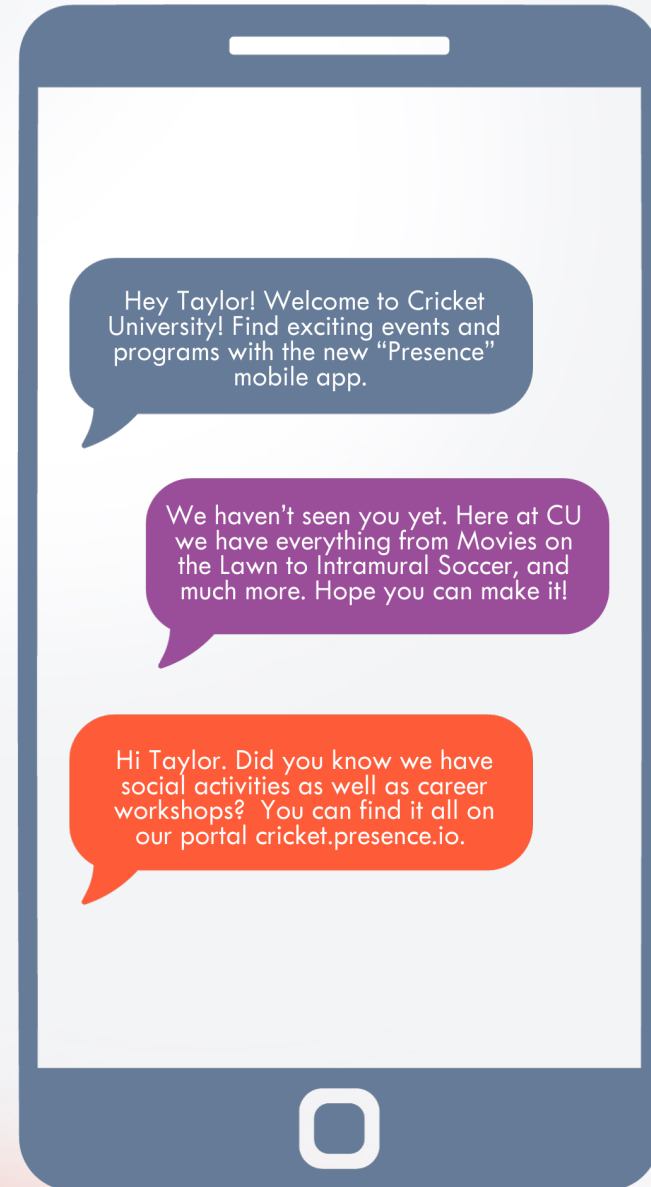 Hey Taylor! Welcome to Cricket
University! Find exciting events and
programs with the new “Presence”
mobile app.
We haven’t seen you yet. Here at CU
we have everything from Movies on
the Lawn to Intramural Soccer, and
much more. Hope you can make it!
Hi Taylor. Did you know we have
social activities as well as career
workshops?  You can find it all on
our portal cricket.presence.io.